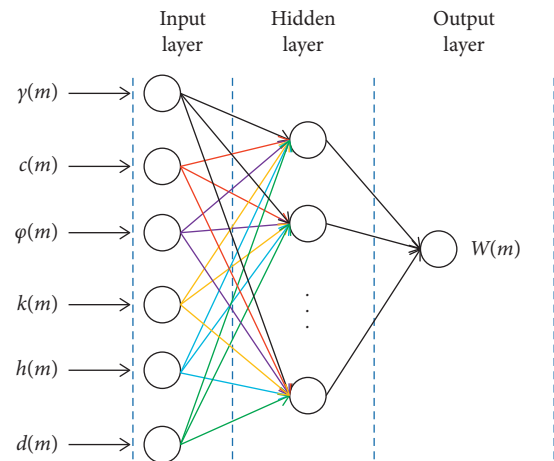 Input
layer
Hidden
layer
Output
layer
γ(m)
c(m)
φ(m)
k(m)
h(m)
d(m)
W(m)
. . .